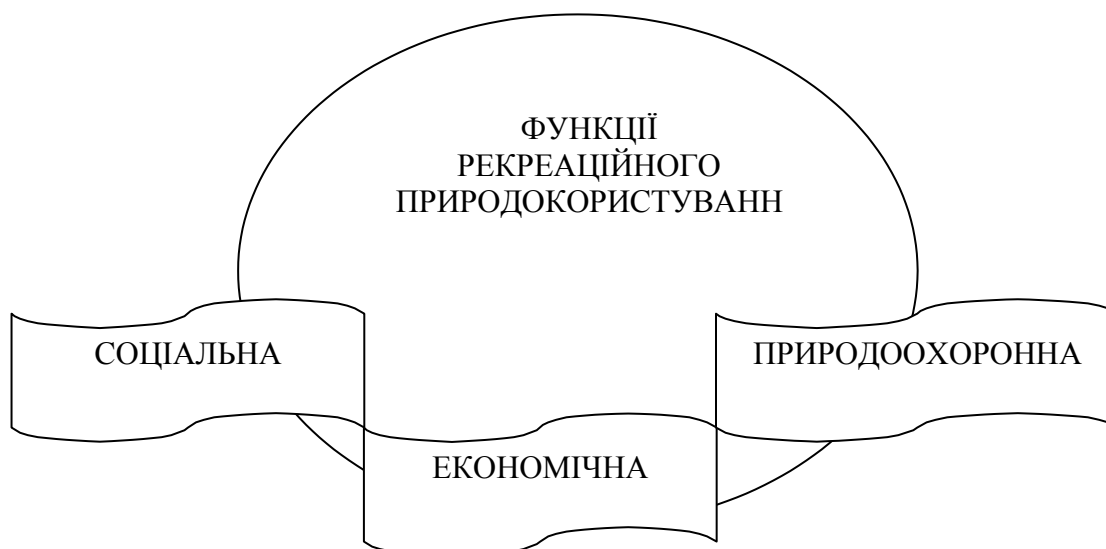 ФУНКЦІЇ
РЕКРЕАЦІЙНОГО
ПРИРОДОКОРИСТУВАНН
СОЦІАЛЬНА
ПРИРОДООХОРОННА
ЕКОНОМІЧНА